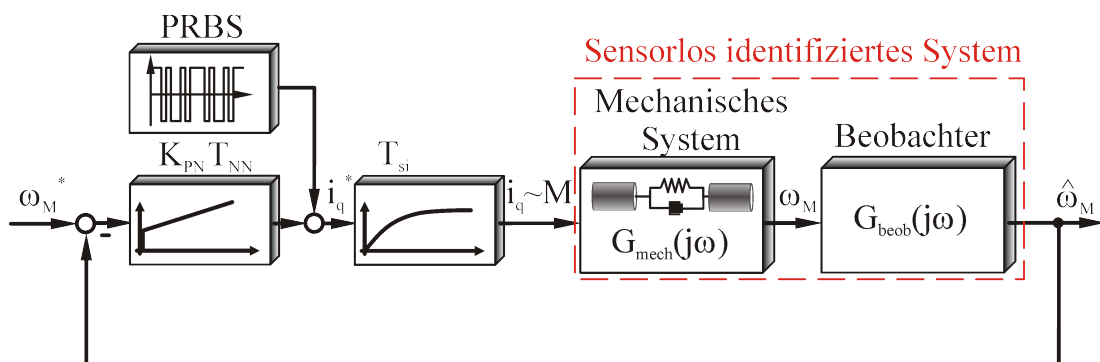 PRBS
Sensorlos identifiziertes System
Mechanisches
System
Beobachter
K_PN T_NN
T_si
ω_M*
i_q*
i_q~M
ω_M
ω̂_M
G_mech(jω)
G_beob(jω)
-